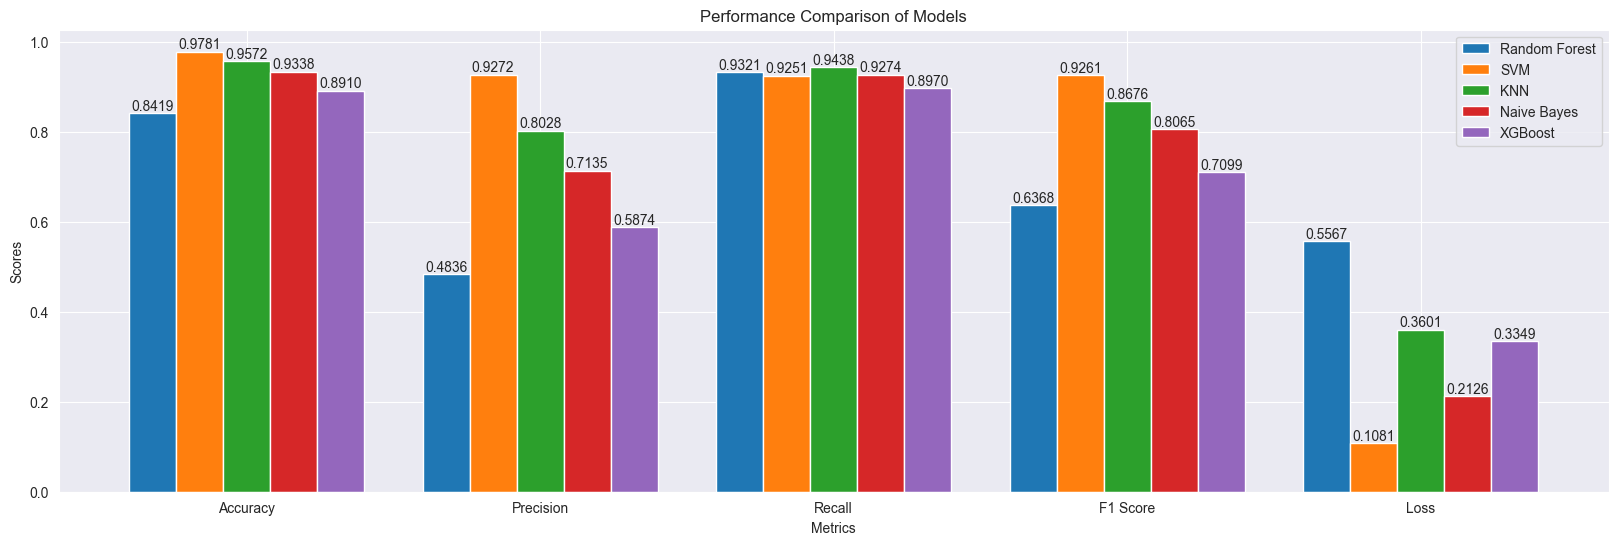 Performance Comparison of Models
Scores
1.0
0.8
0.6
0.4
0.2
0.0
0.8419
0.9781
0.9572
0.9338
0.8910
0.4836
0.9272
0.8028
0.7135
0.5874
0.9321
0.9251
0.9438
0.9274
0.8970
0.6368
0.9261
0.8676
0.8065
0.7099
0.5567
0.1081
0.3601
0.2126
0.3349
Random Forest
SVM
KNN
Naive Bayes
XGBoost
Accuracy
Precision
Recall
F1 Score
Loss
Metrics